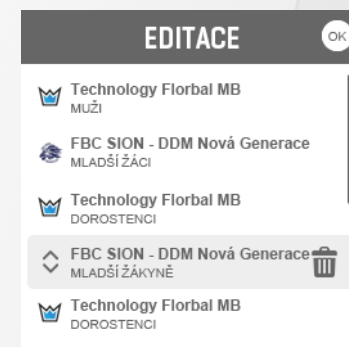 EDITACE
OK
Technology Florbal MB
MUŽI
FBC SION - DDM Nová Generace
MLADŠÍ ŽÁCI
Technology Florbal MB
DOROSTENCI
FBC SION - DDM Nová Generace
MLADŠÍ ŽÁKYNĚ
Technology Florbal MB
DOROSTENCI